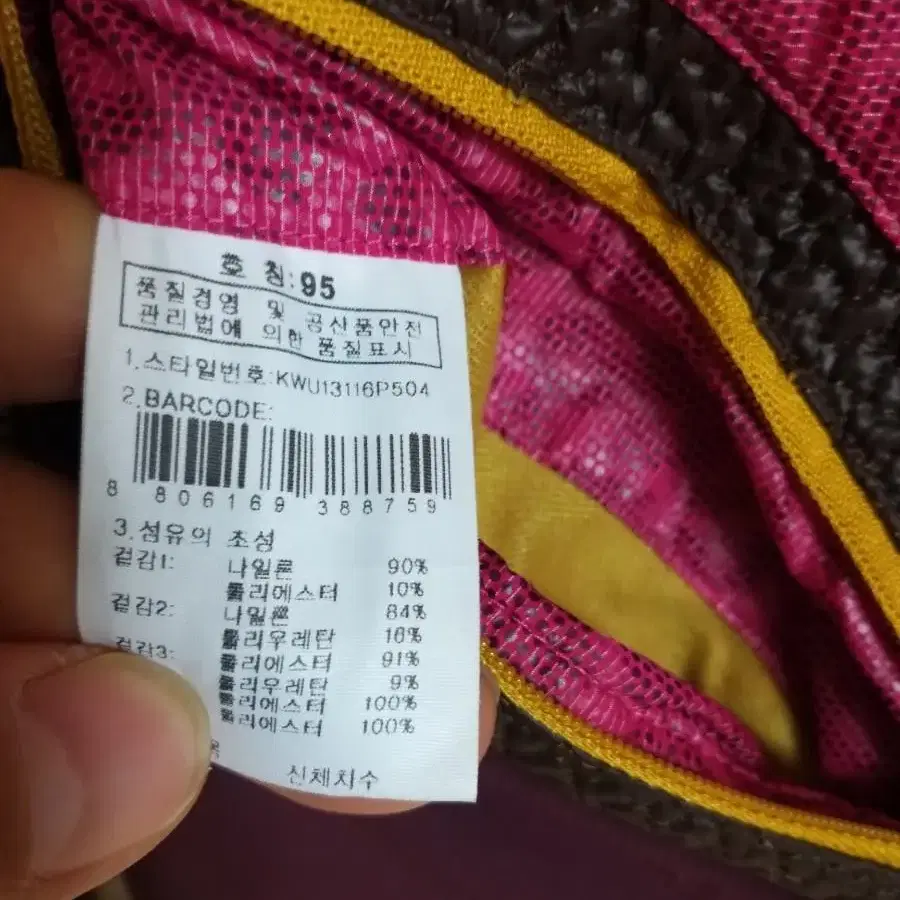 호 칭:95
품질경영 및 공산품안전
관리법에 의한 품질표시
1.스타일번호:KWU13116P504
2.BARCODE:
8 806169 388759
3.섬유의 조성
겉감1: 나일론 90%
폴리에스터 10%
겉감2: 나일론 84%
폴리우레탄 16%
겉감3: 폴리에스터 91%
폴리우레탄 9%
폴리에스터 100%
폴리에스터 100%
신체치수